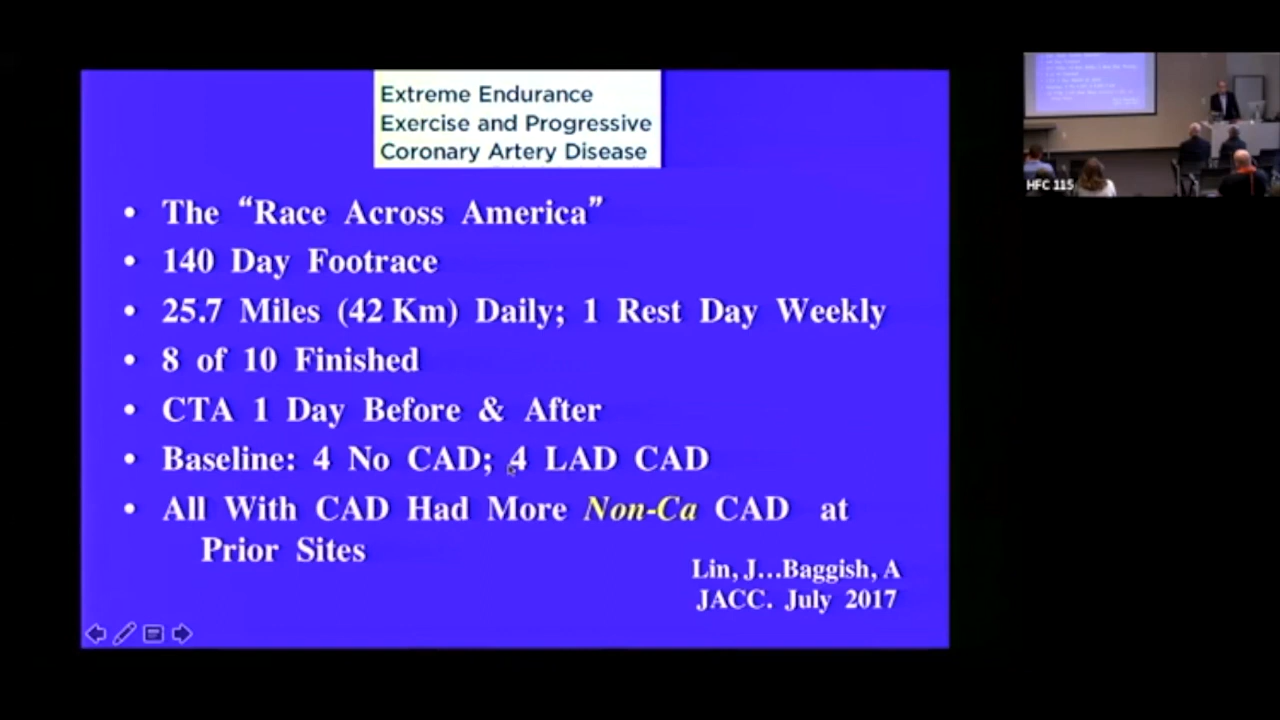 Extreme Endurance
Exercise and Progressive
Coronary Artery Disease
• The “Race Across America”
• 140 Day Footrace
• 25.7 Miles (42 Km) Daily; 1 Rest Day Weekly
• 8 of 10 Finished
• CTA 1 Day Before & After
• Baseline: 4 No CAD; 4 LAD CAD
• All With CAD Had More Non-Ca CAD at
Prior Sites
Lin, J...Baggish, A
JACC. July 2017
HFC 115